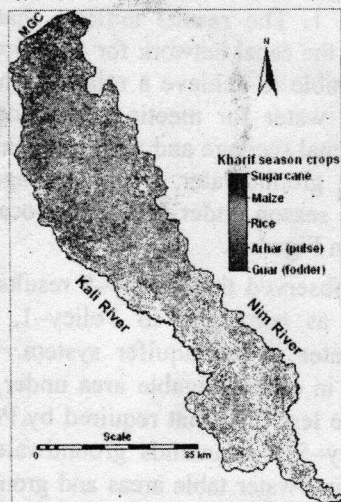 MGC
N
Kharif season crops
Sugarcane
Maize
Rice
Arhar (pulse)
Guar (fodder)
Kali River
Nim River
Scale
0
35 km